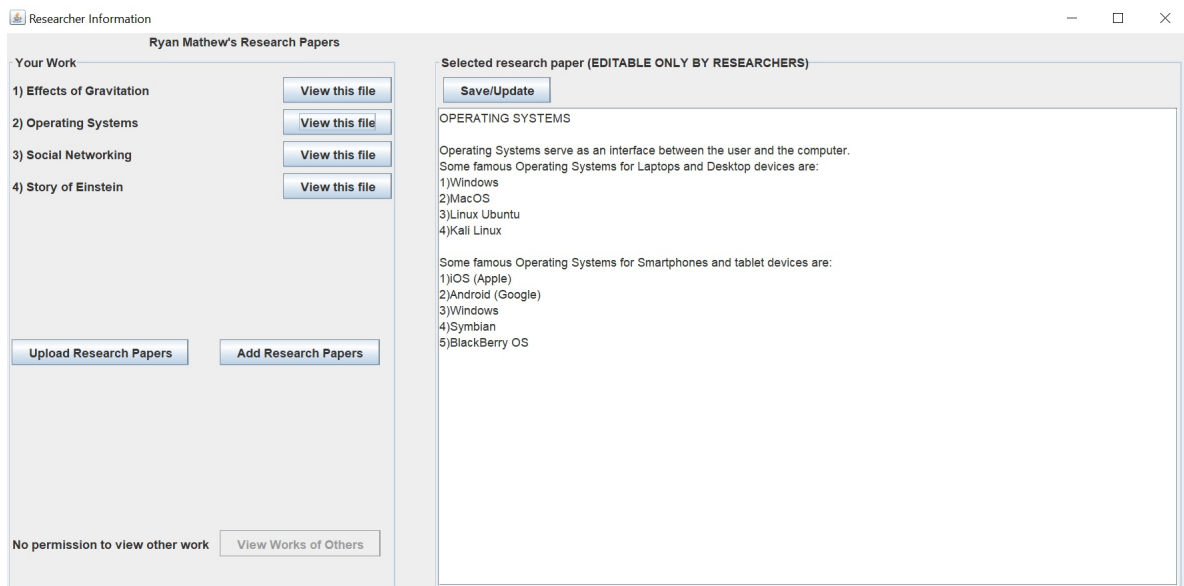 Researcher Information
Ryan Mathew's Research Papers
Your Work
1) Effects of Gravitation View this file
2) Operating Systems View this file
3) Social Networking View this file
4) Story of Einstein View this file
Upload Research Papers Add Research Papers
No permission to view other work View Works of Others
Selected research paper (EDITABLE ONLY BY RESEARCHERS)
Save/Update
OPERATING SYSTEMS
Operating Systems serve as an interface between the user and the computer.
Some famous Operating Systems for Laptops and Desktop devices are:
1)Windows
2)MacOS
3)Linux Ubuntu
4)Kali Linux
Some famous Operating Systems for Smartphones and tablet devices are:
1)iOS (Apple)
2)Android (Google)
3)Windows
4)Symbian
5)BlackBerry OS